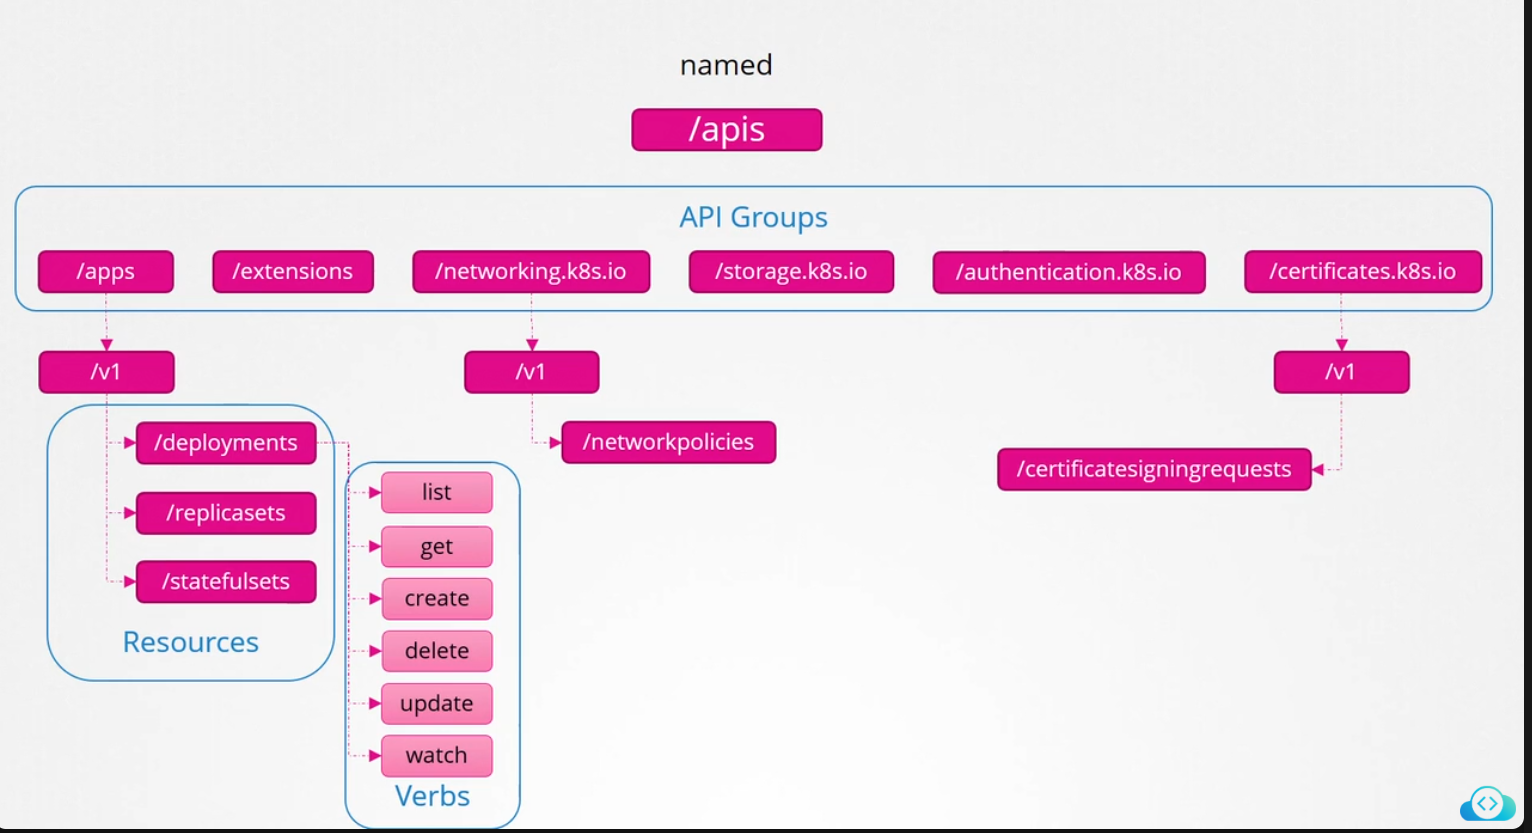 named
/apis
API Groups
/apps
/extensions
/networking.k8s.io
/storage.k8s.io
/authentication.k8s.io
/certificates.k8s.io
/v1
/v1
/v1
/deployments
/replicasets
/statefulsets
Resources
list
get
create
delete
update
watch
Verbs
/networkpolicies
/certificatesigningrequests